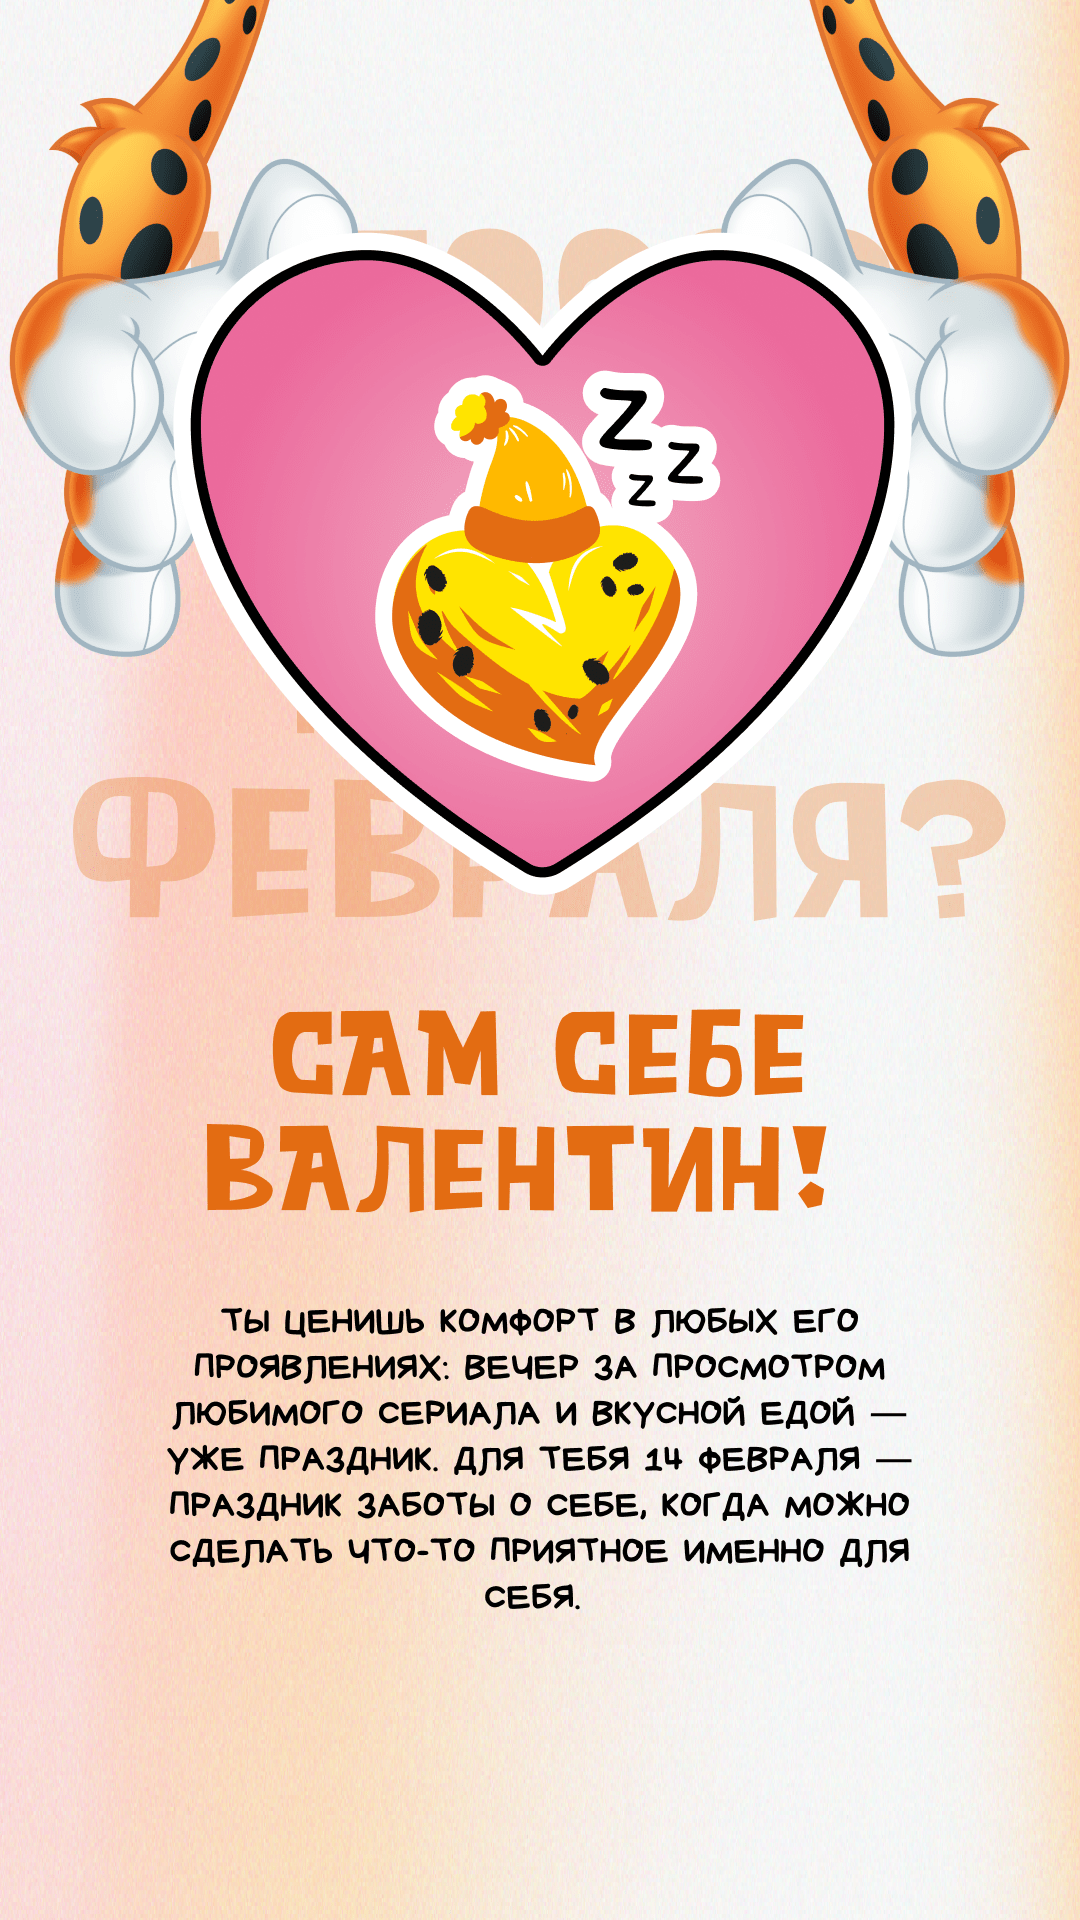 Z
Z
Z
ФЕВРАЛЯ?
САМ СЕБЕ
ВАЛЕНТИН!
ТЫ ЦЕНИШЬ КОМФОРТ В ЛЮБЫХ ЕГО
ПРОЯВЛЕНИЯХ: ВЕЧЕР ЗА ПРОСМОТРОМ
ЛЮБИМОГО СЕРИАЛА И ВКУСНОЙ ЕДОЙ —
УЖЕ ПРАЗДНИК. ДЛЯ ТЕБЯ 14 ФЕВРАЛЯ —
ПРАЗДНИК ЗАБОТЫ О СЕБЕ, КОГДА МОЖНО
СДЕЛАТЬ ЧТО-ТО ПРИЯТНОЕ ИМЕННО ДЛЯ
СЕБЯ.